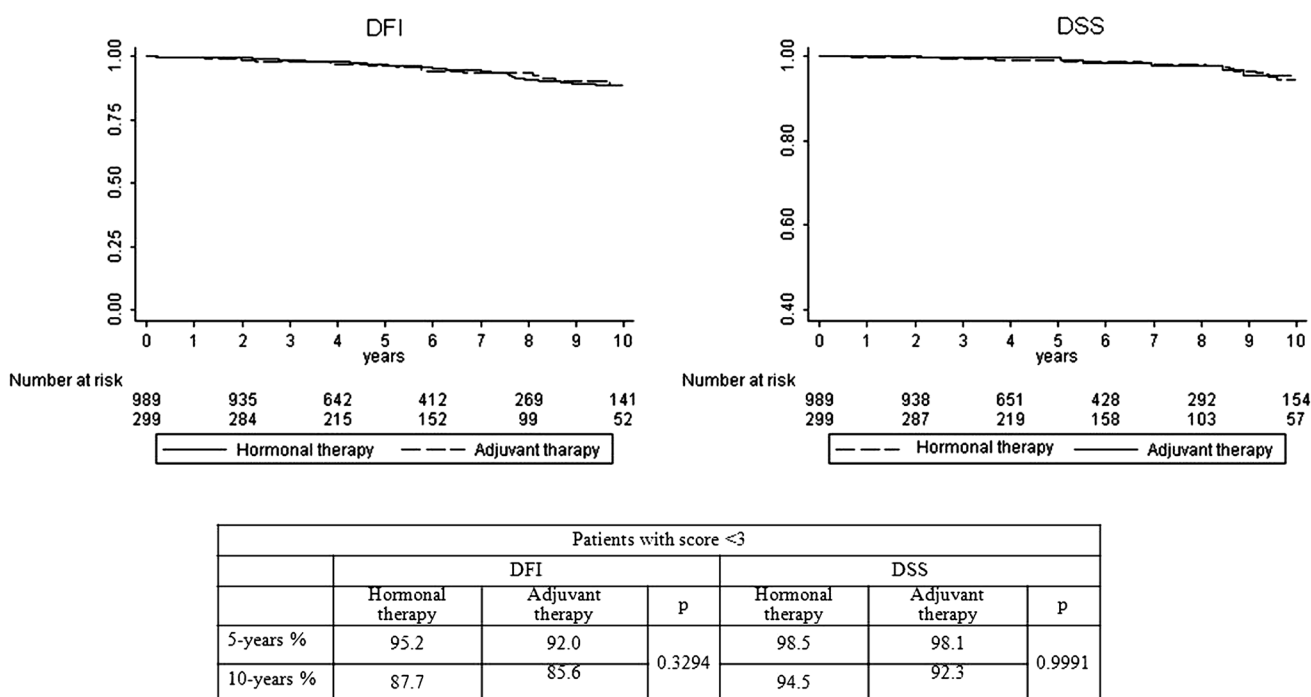 DFI
1.00
0.75
0.50
0.25
0.00
0 1 2 3 4 5 6 7 8 9 10
years
Number at risk
989 935 642 412 269 141
299 284 215 152 99 52
Hormonal therapy Adjuvant tharapy
DSS
1.00
0.80
0.60
0.40
0 1 2 3 4 5 6 7 8 9 10
years
Number at risk
989 938 651 428 292 154
299 287 219 158 103 57
Hormonal therapy Adjuvant therapy
Patients with score <3
DFI DSS
Hormonal therapy Adjuvant therapy p Hormonal therapy Adjuvant therapy p
5-years % 95.2 92.0 0.3294 98.5 98.1 0.9991
10-years % 87.7 85.6 94.5 92.3